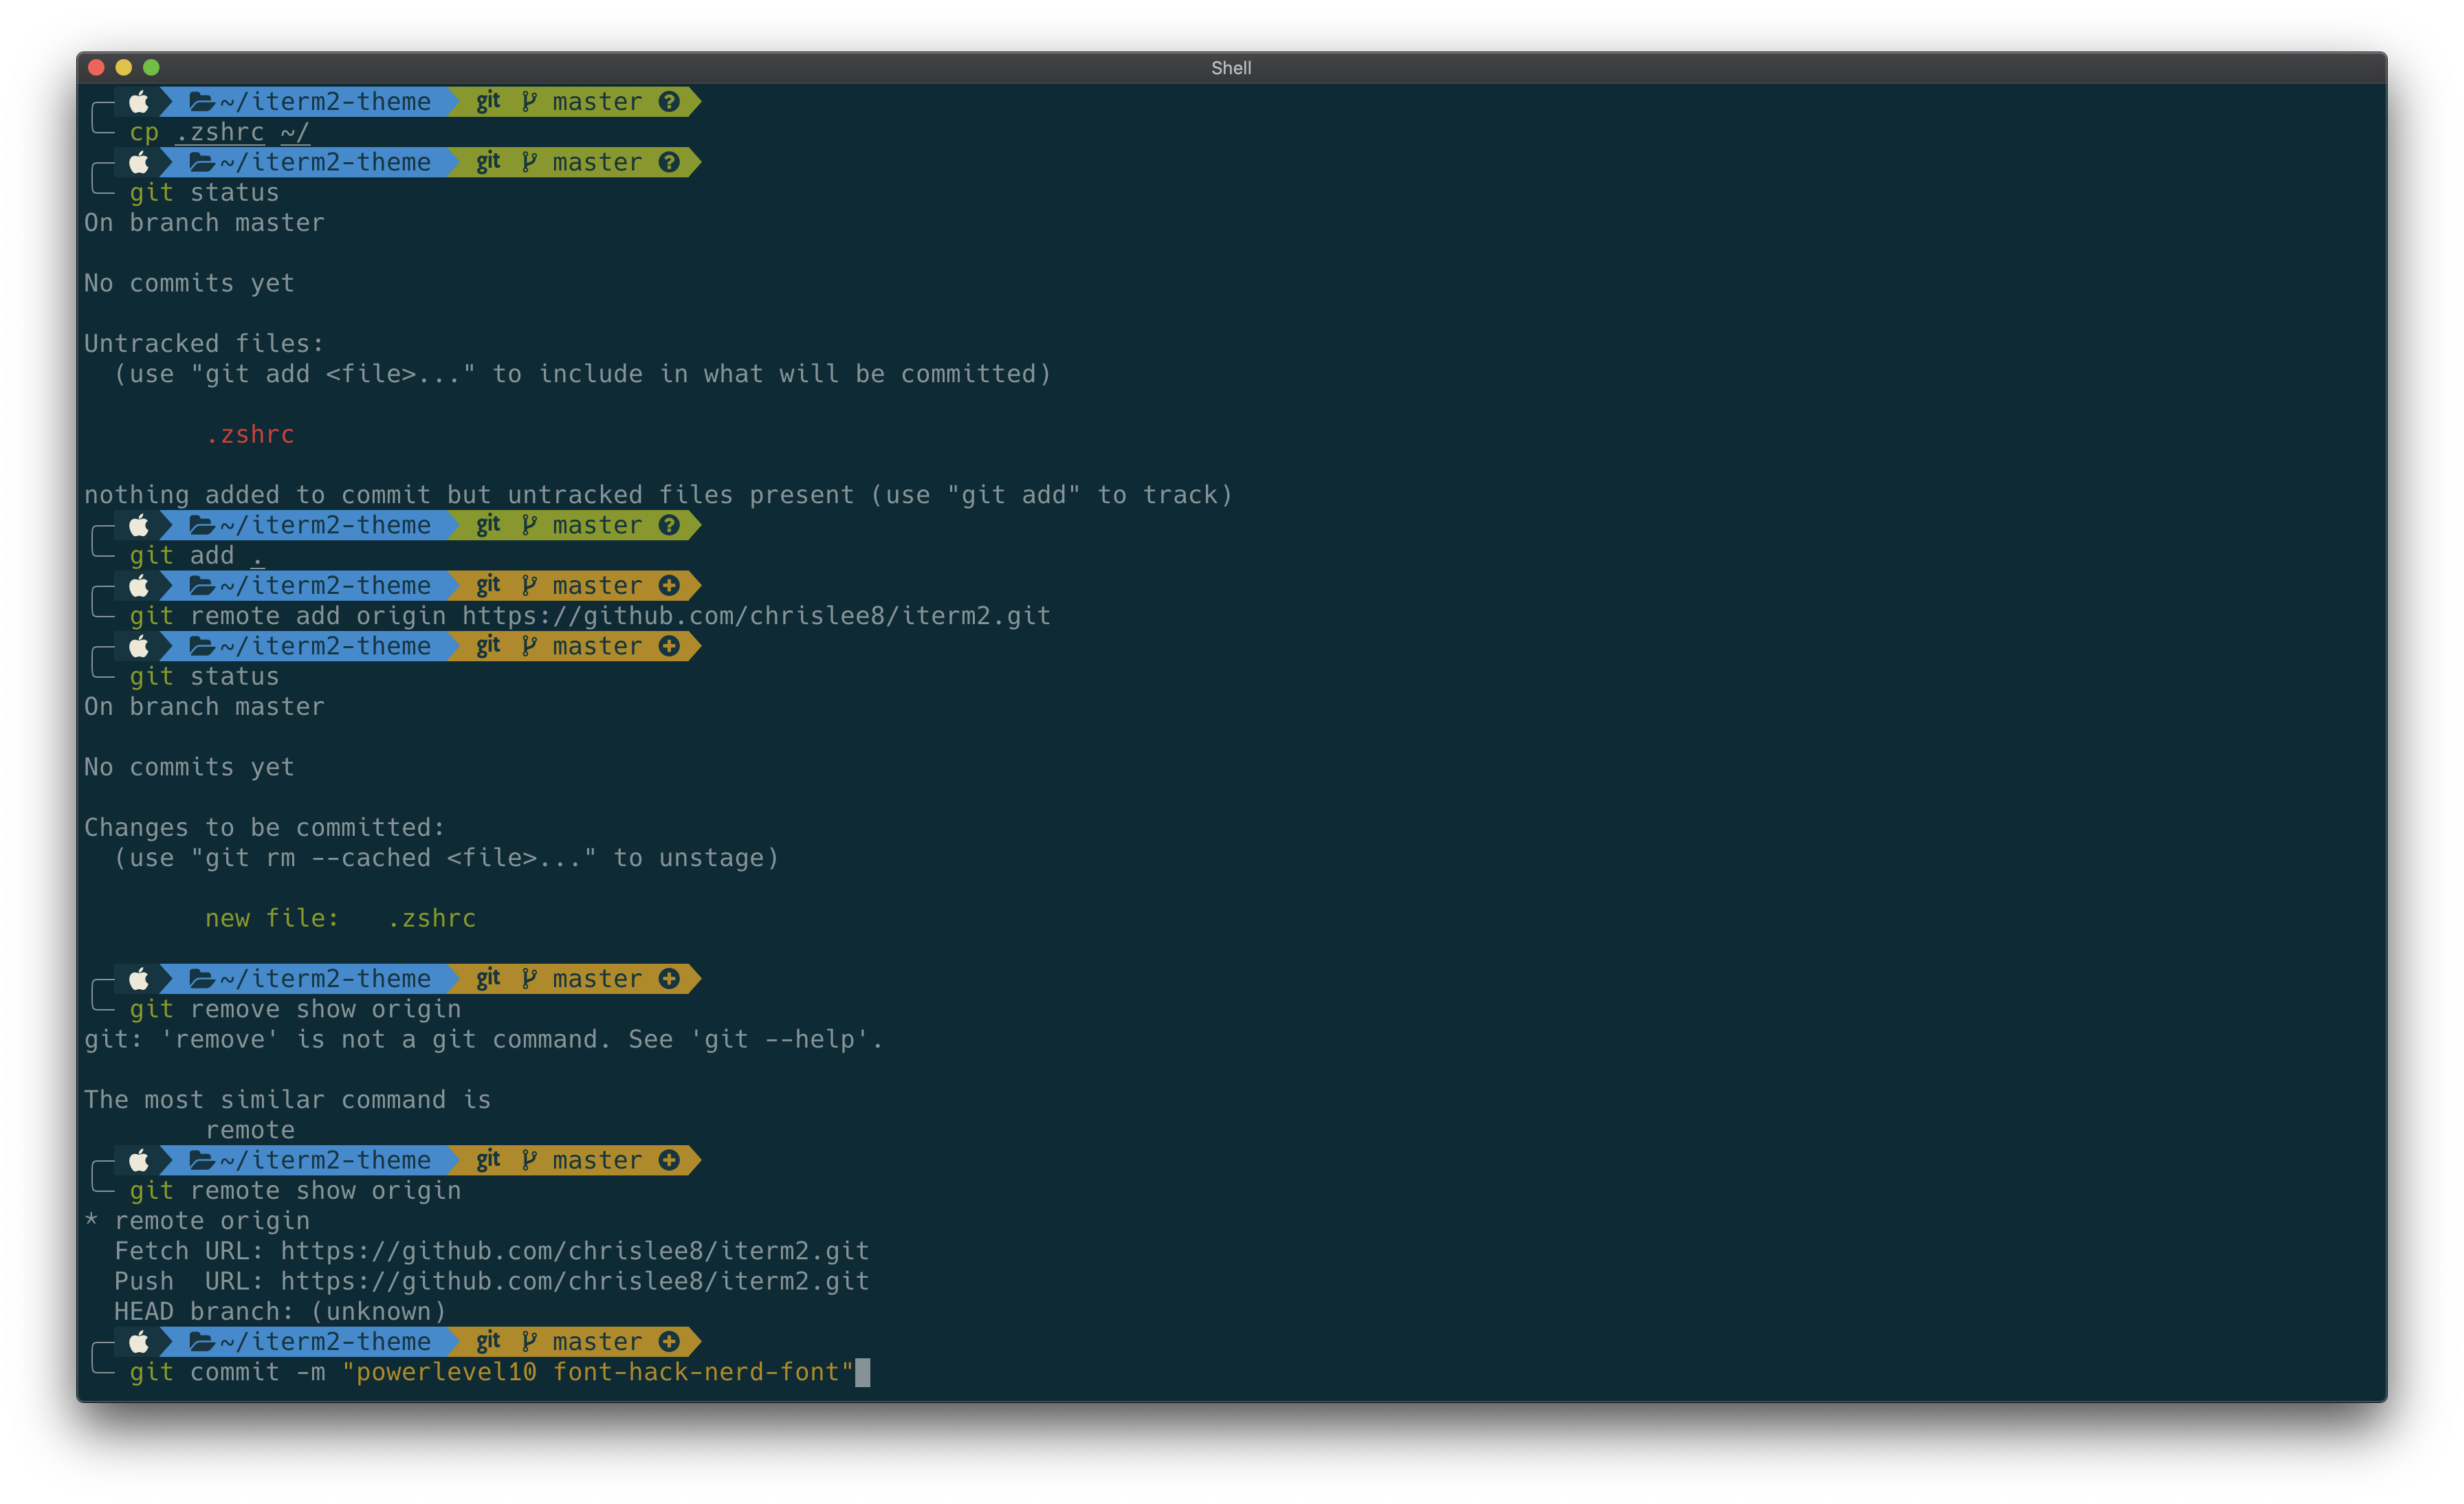 Shell
~/iterm2-theme git master
cp .zshrc ~/
~/iterm2-theme git master
git status
On branch master
No commits yet
Untracked files:
(use "git add <file>..." to include in what will be committed)
.zshrc
nothing added to commit but untracked files present (use "git add" to track)
~/iterm2-theme git master
git add .
~/iterm2-theme git master
git remote add origin https://github.com/chrislee8/iterm2.git
~/iterm2-theme git master
git status
On branch master
No commits yet
Changes to be committed:
(use "git rm --cached <file>..." to unstage)
new file:   .zshrc
~/iterm2-theme git master
git remove show origin
git: 'remove' is not a git command. See 'git --help'.
The most similar command is
remote
~/iterm2-theme git master
git remote show origin
* remote origin
Fetch URL: https://github.com/chrislee8/iterm2.git
Push  URL: https://github.com/chrislee8/iterm2.git
HEAD branch: (unknown)
~/iterm2-theme git master
git commit -m "powerlevel10 font-hack-nerd-font"